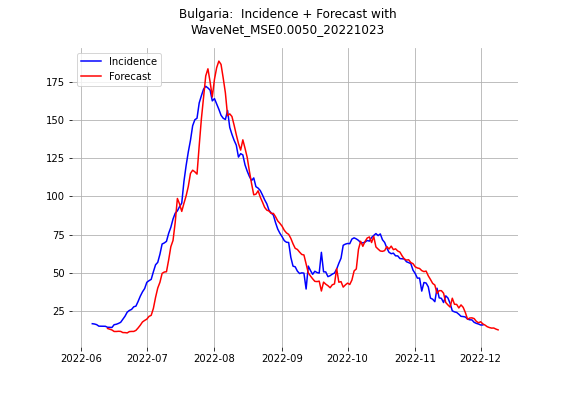 Bulgaria:  Incidence + Forecast with
WaveNet_MSE0.0050_20221023
Incidence
Forecast
175
150
125
100
75
50
25
2022-06 2022-07 2022-08 2022-09 2022-10 2022-11 2022-12